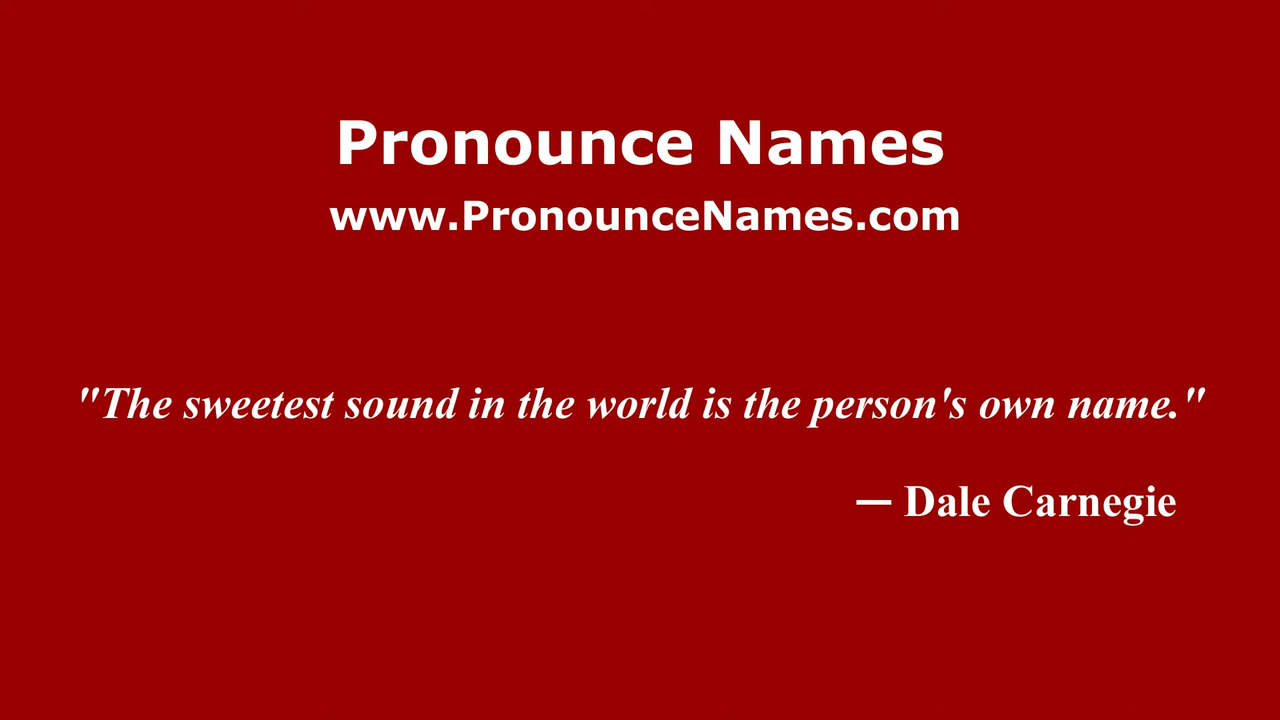 Pronounce Names
www.PronounceNames.com
"The sweetest sound in the world is the person's own name."
— Dale Carnegie